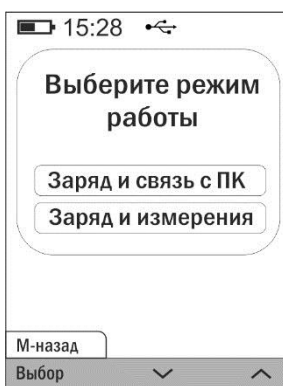 15:28
Выберите режим
работы
Заряд и связь с ПК
Заряд и измерения
М-назад
Выбор